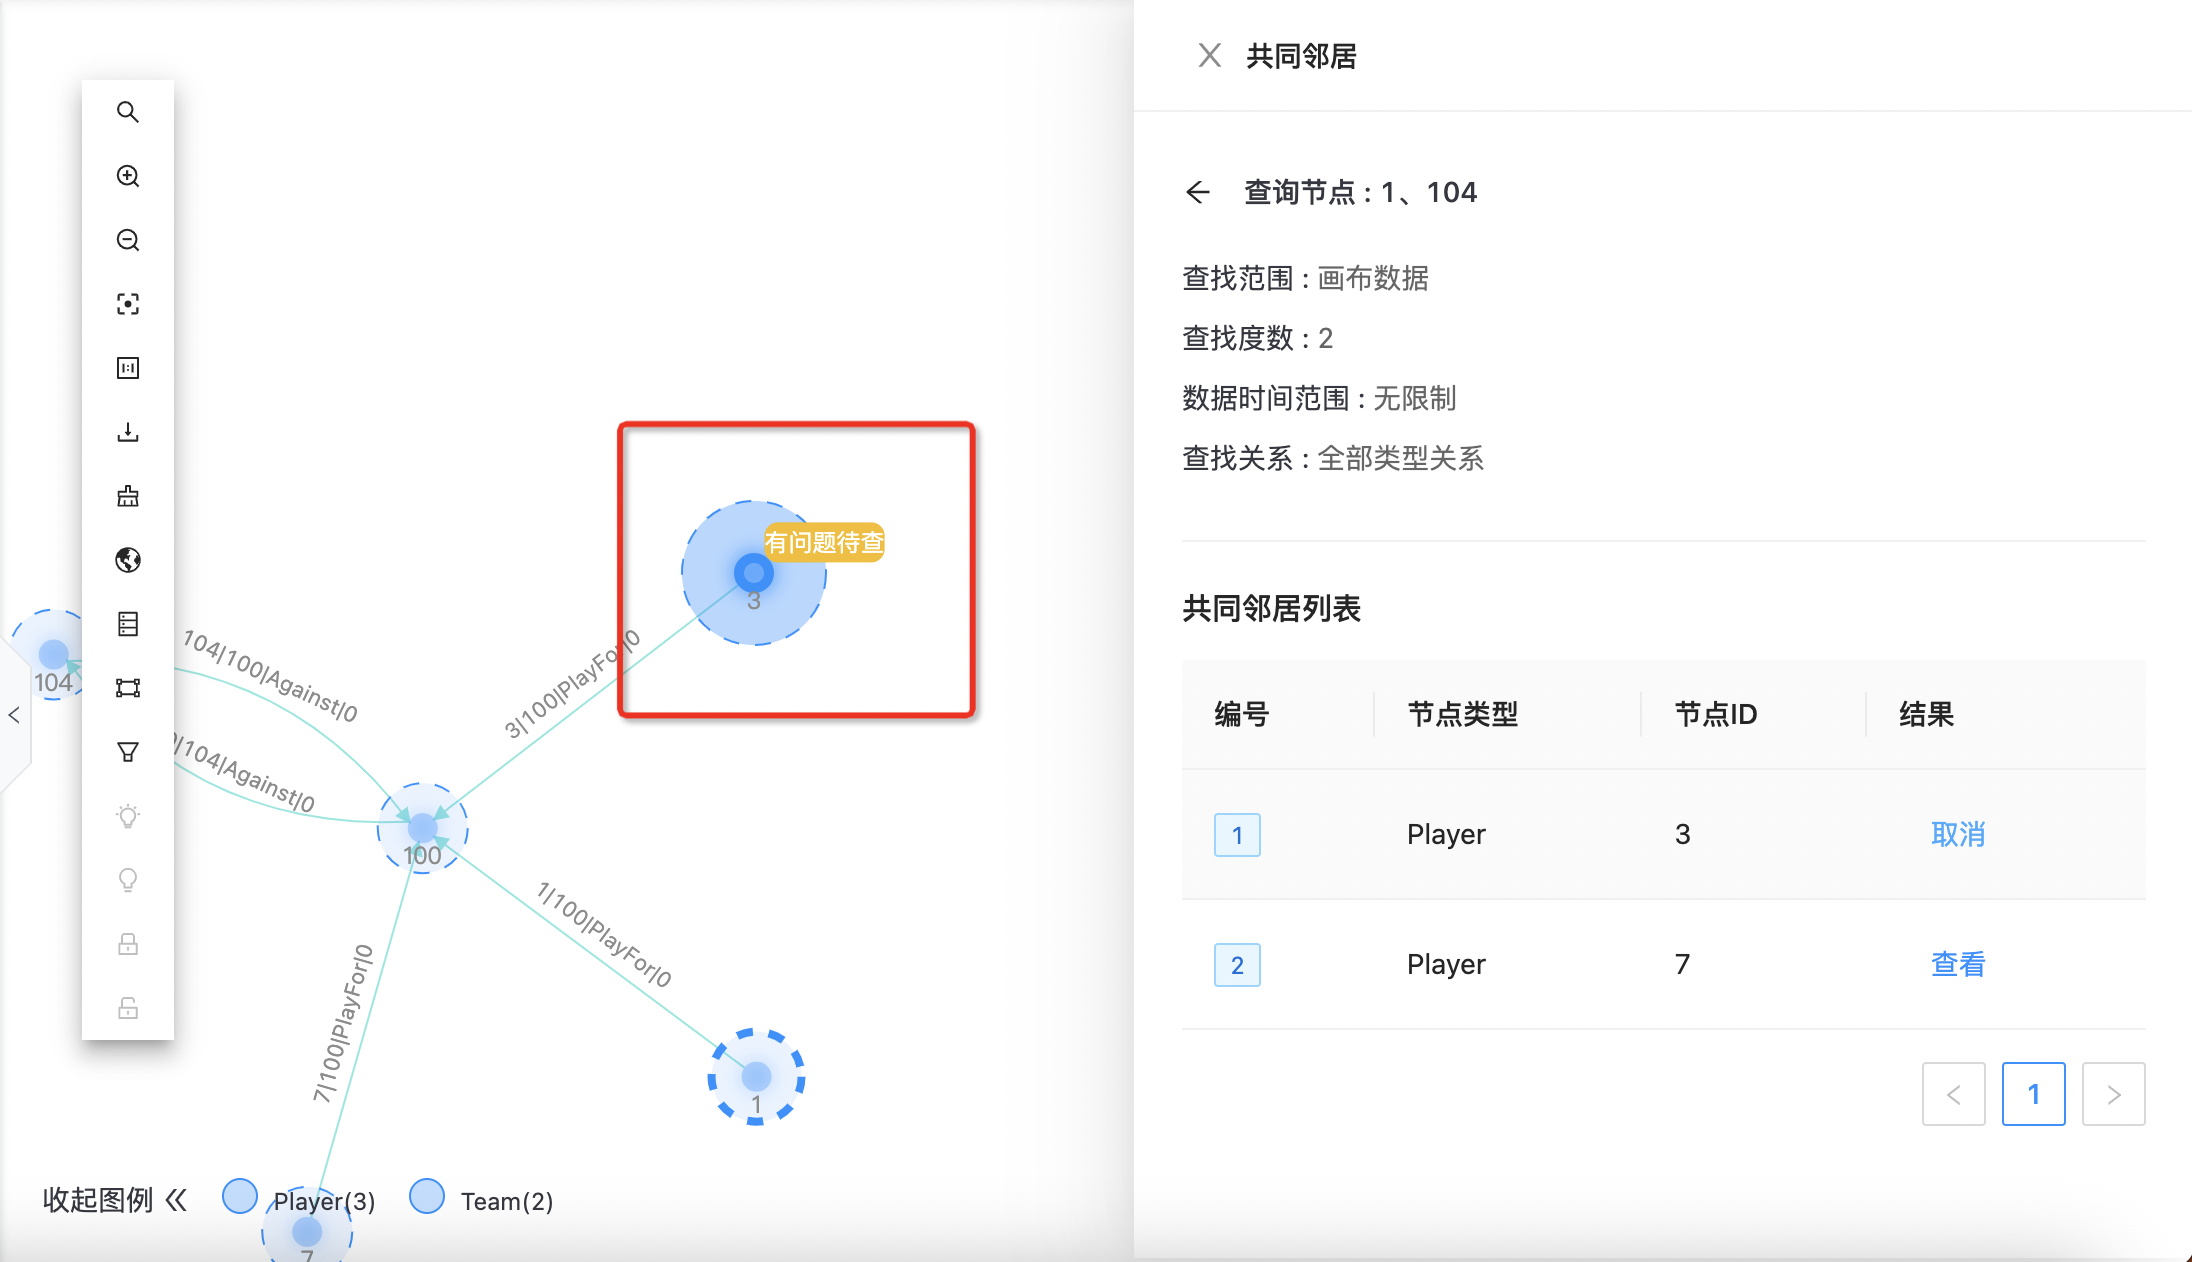 共同邻居
查询节点 : 1、104
查找范围 : 画布数据
查找度数 : 2
数据时间范围 : 无限制
查找关系 : 全部类型关系
共同邻居列表
编号 节点类型 节点ID 结果
1 Player 3 取消
2 Player 7 查看
1
有问题待查
3
104
104|100|Against|0
3|100|PlayFor|0
|104|Against|0
100
1|100|PlayFor|0
7|100|PlayFor|0
1
收起图例 Player(3) Team(2)
7